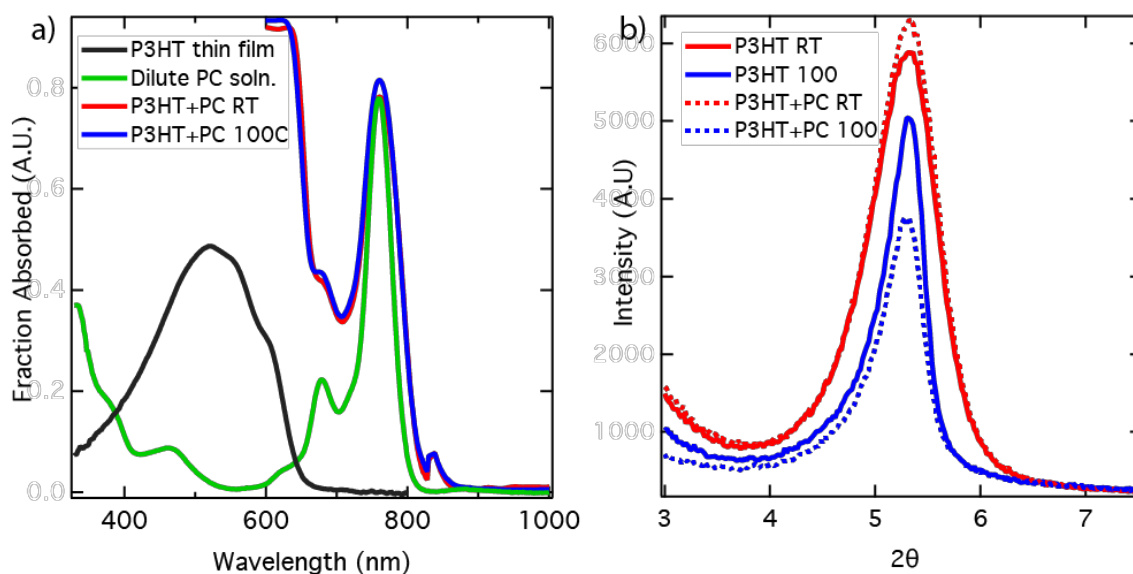 a)
P3HT thin film
Dilute PC soln.
P3HT+PC RT
P3HT+PC 100C
Fraction Absorbed (A.U.)
0.8
0.6
0.4
0.2
0.0
400
600
800
1000
Wavelength (nm)
b)
P3HT RT
P3HT 100
P3HT+PC RT
P3HT+PC 100
Intensity (A.U)
6000
5000
4000
3000
2000
1000
3
4
5
6
7
2θ